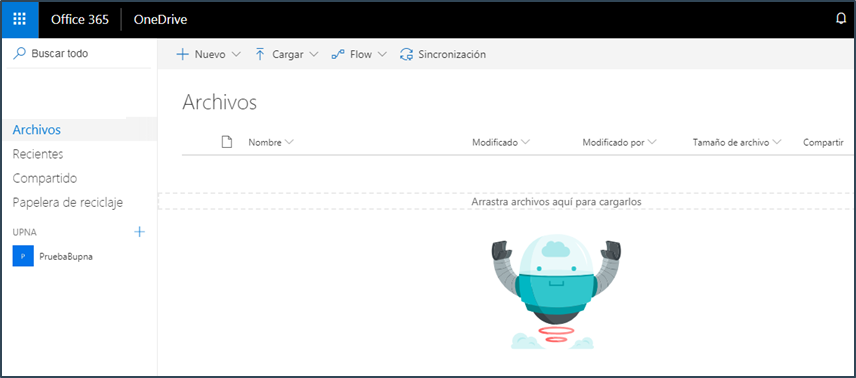 Office 365 OneDrive
Buscar todo
Nuevo Cargar Flow Sincronización
Archivos
Archivos
Recientes
Compartido
Papelera de reciclaje
UPNA
P PruebaBupna
Nombre Modificado Modificado por Tamaño de archivo Compartir
Arrastra archivos aquí para cargarlos